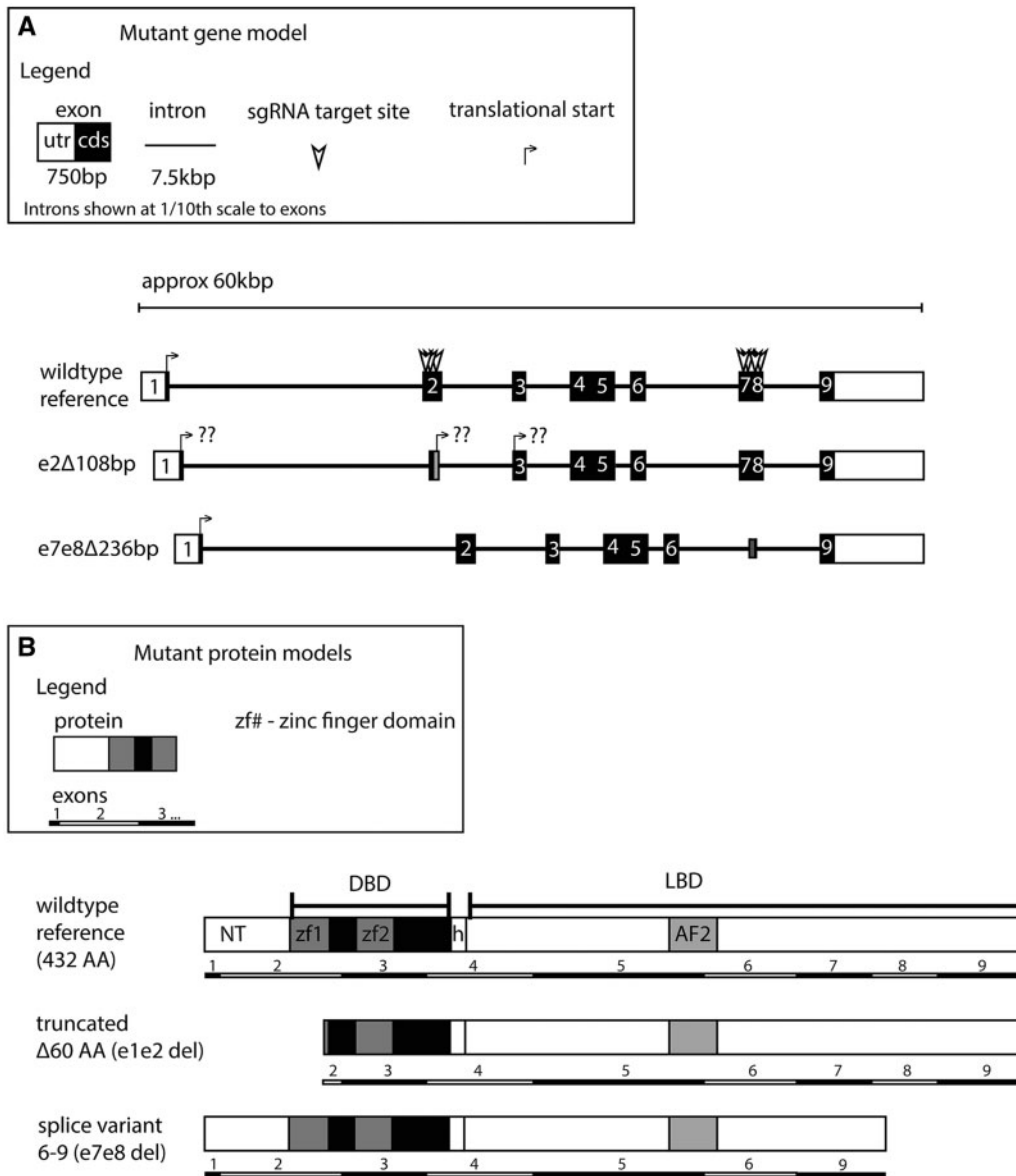 A
Mutant gene model
Legend
exon intron sgRNA target site translational start
utr cds
750bp 7.5kbp
Introns shown at 1/10th scale to exons
approx 60kbp
wildtype
reference
1 2 3 4 5 6 7 8 9
e2Δ108bp
1 ?? ?? 3 ?? 4 5 6 7 8 9
e7e8Δ236bp
1 2 3 4 5 6 9
B
Mutant protein models
Legend
protein zf# - zinc finger domain
exons
1 2 3 ...
DBD LBD
wildtype
reference
(432 AA)
NT zf1 zf2 h AF2
1 2 3 4 5 6 7 8 9
truncated
Δ60 AA (e1e2 del)
2 3 4 5 6 7 8 9
splice variant
6-9 (e7e8 del)
1 2 3 4 5 6 9